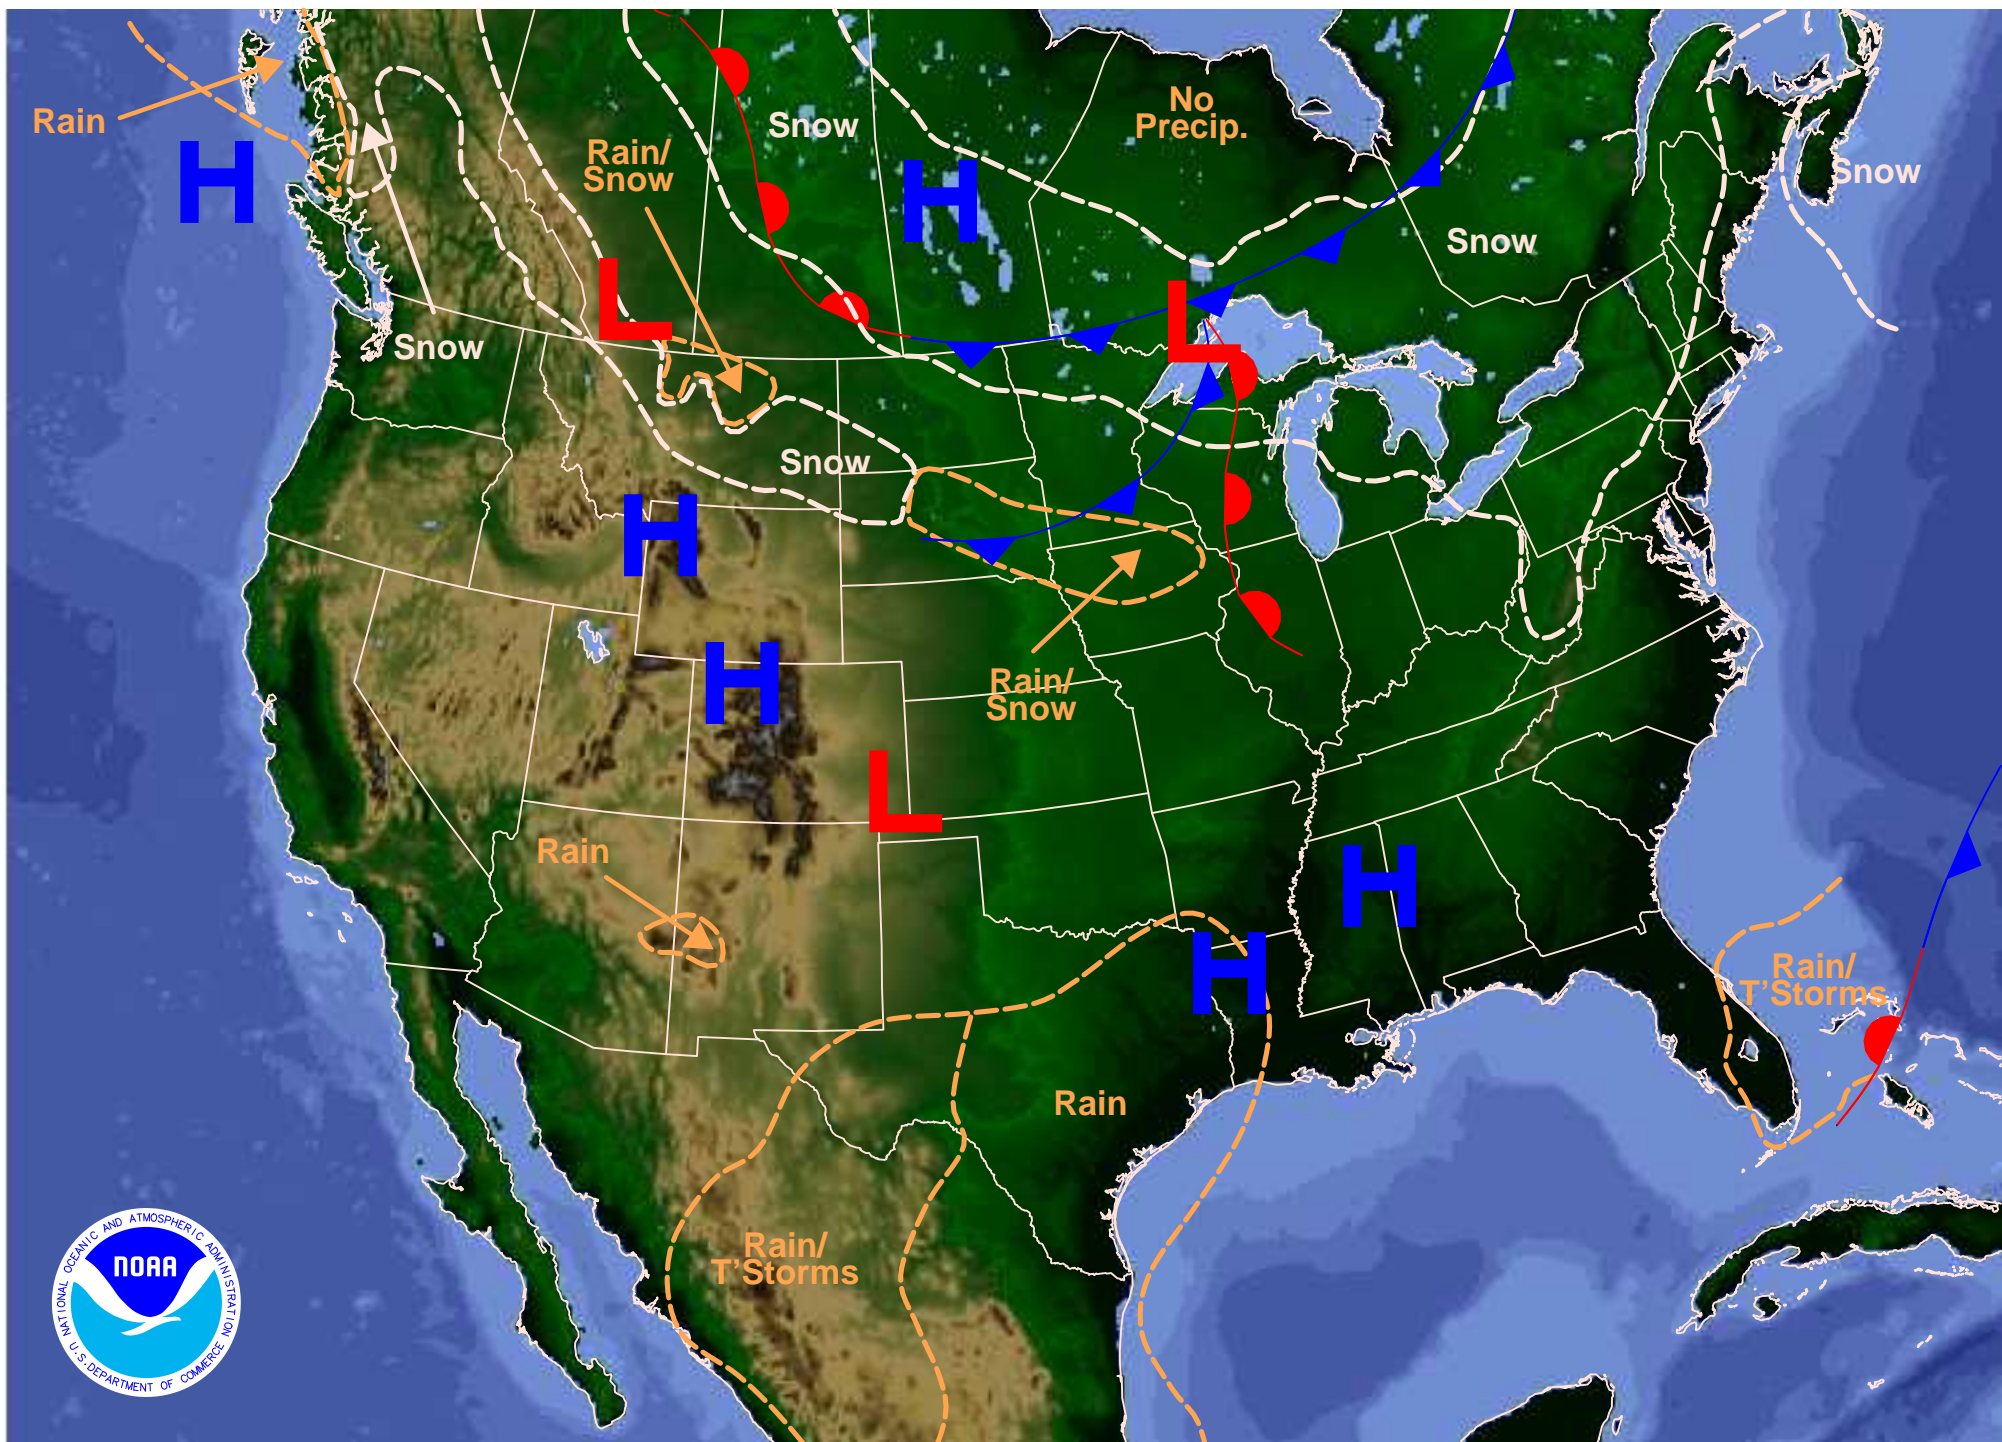 Rain
Rain/
Snow
Snow
No
Precip.
Snow
H
H
Snow
L
L
Snow
Snow
H
Rain/
Snow
H
L
Rain
H
H
Rain/
T'Storms
Rain
Rain/
T'Storms
NATIONAL OCEANIC AND ATMOSPHERIC ADMINISTRATION
NOAA
U.S. DEPARTMENT OF COMMERCE